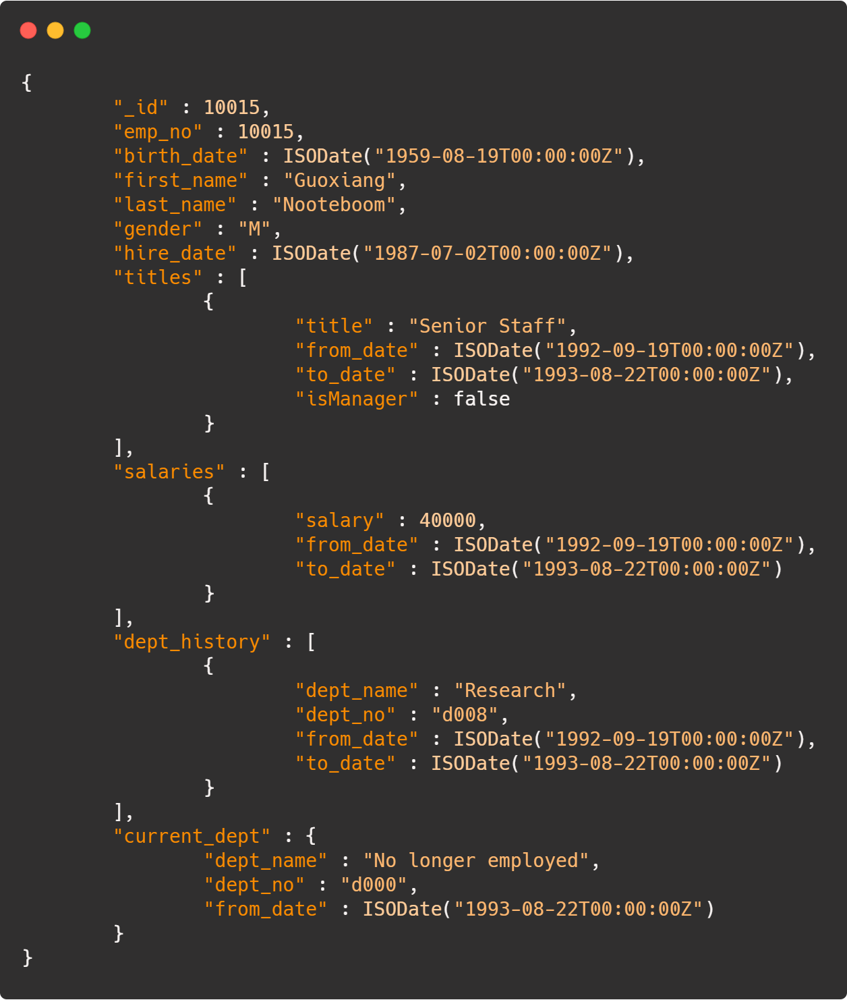 {
"_id" : 10015,
"emp_no" : 10015,
"birth_date" : ISODate("1959-08-19T00:00:00Z"),
"first_name" : "Guoxiang",
"last_name" : "Nooteboom",
"gender" : "M",
"hire_date" : ISODate("1987-07-02T00:00:00Z"),
"titles" : [
{
"title" : "Senior Staff",
"from_date" : ISODate("1992-09-19T00:00:00Z"),
"to_date" : ISODate("1993-08-22T00:00:00Z"),
"isManager" : false
}
],
"salaries" : [
{
"salary" : 40000,
"from_date" : ISODate("1992-09-19T00:00:00Z"),
"to_date" : ISODate("1993-08-22T00:00:00Z")
}
],
"dept_history" : [
{
"dept_name" : "Research",
"dept_no" : "d008",
"from_date" : ISODate("1992-09-19T00:00:00Z"),
"to_date" : ISODate("1993-08-22T00:00:00Z")
}
],
"current_dept" : {
"dept_name" : "No longer employed",
"dept_no" : "d000",
"from_date" : ISODate("1993-08-22T00:00:00Z")
}
}